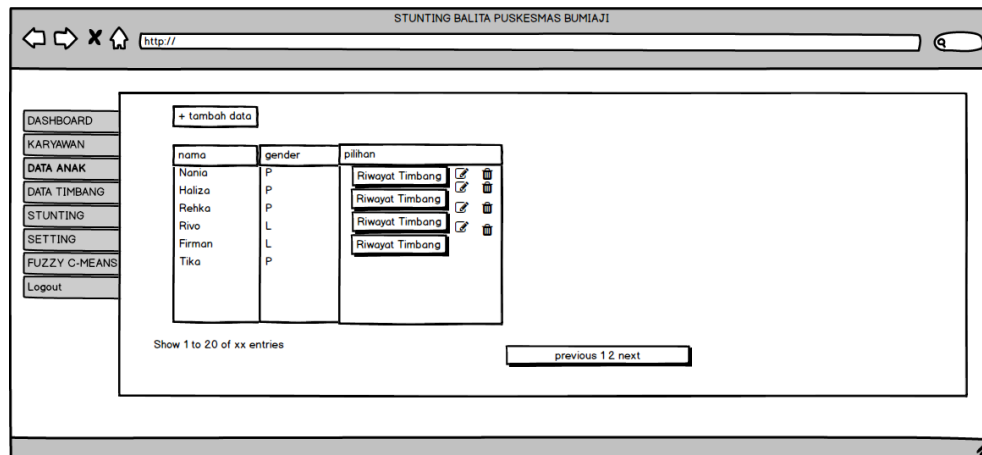 STUNTING BALITA PUSKESMAS BUMIAJI
http://
DASHBOARD
KARYAWAN
DATA ANAK
DATA TIMBANG
STUNTING
SETTING
FUZZY C-MEANS
Logout
+ tambah data
nama gender pilihan
Nania P Riwayat Timbang
Haliza P Riwayat Timbang
Rehka P Riwayat Timbang
Rivo L Riwayat Timbang
Firman L
Tika P
Show 1 to 20 of xx entries
previous 1 2 next